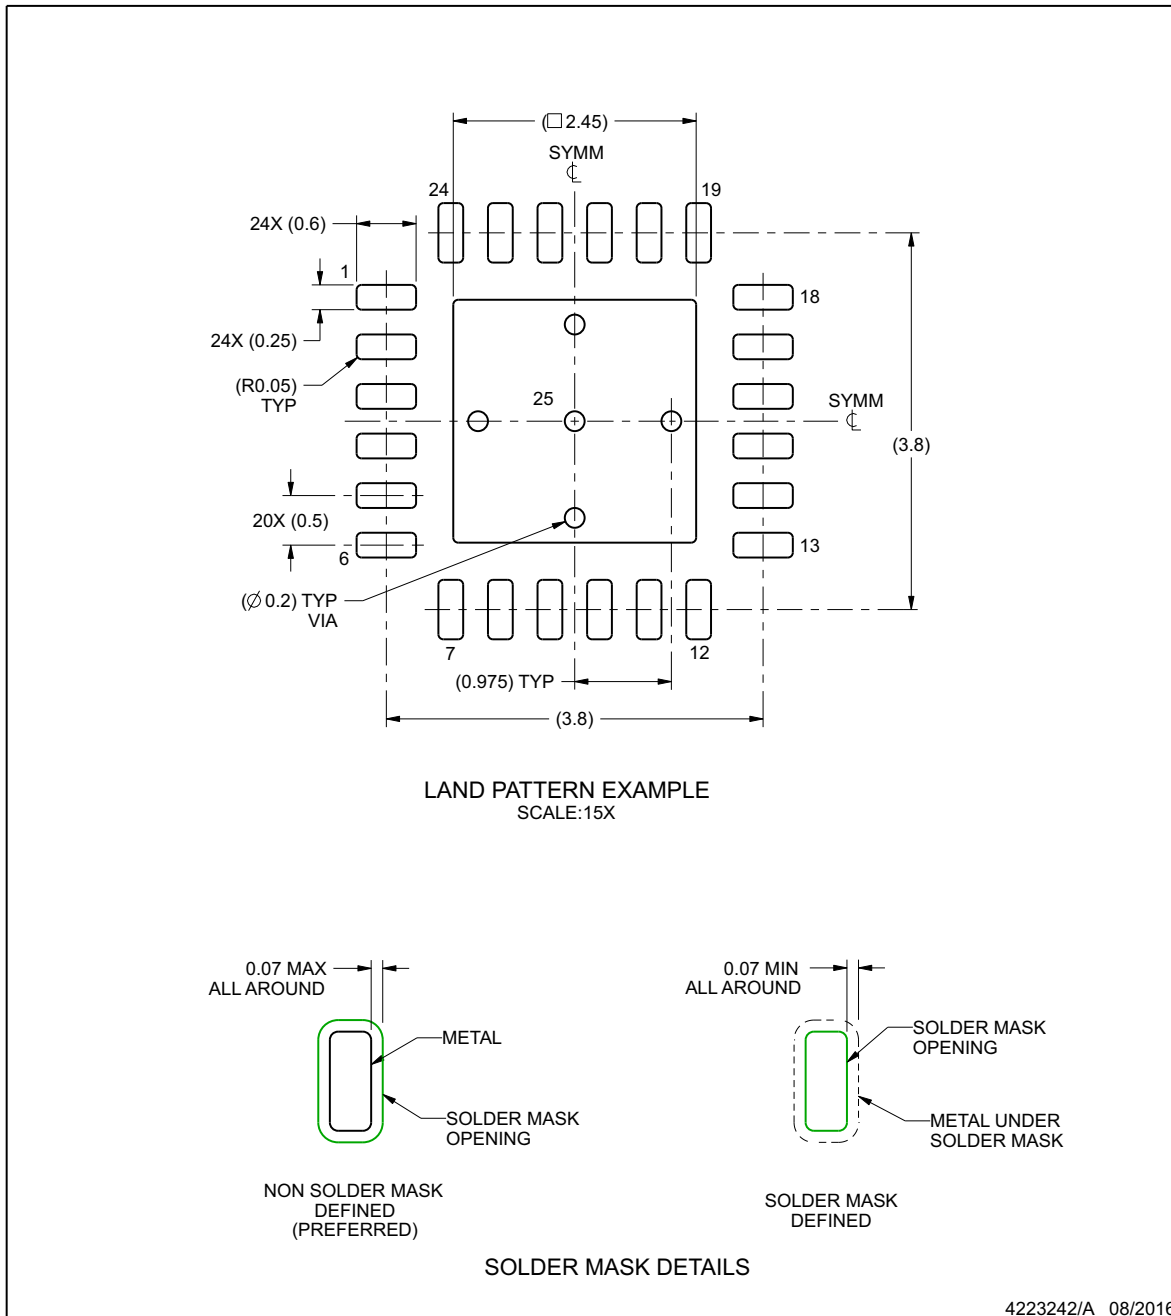 (□2.45)
SYMM
℄
24
19
24X (0.6)
1
18
24X (0.25)
(R0.05)
TYP
25
SYMM
℄
(3.8)
20X (0.5)
6
13
(∅0.2) TYP
VIA
7
12
(0.975) TYP
(3.8)
LAND PATTERN EXAMPLE
SCALE:15X
0.07 MAX
ALL AROUND
METAL
SOLDER MASK
OPENING
NON SOLDER MASK
DEFINED
(PREFERRED)
0.07 MIN
ALL AROUND
SOLDER MASK
OPENING
METAL UNDER
SOLDER MASK
SOLDER MASK
DEFINED
SOLDER MASK DETAILS
4223242/A 08/2016